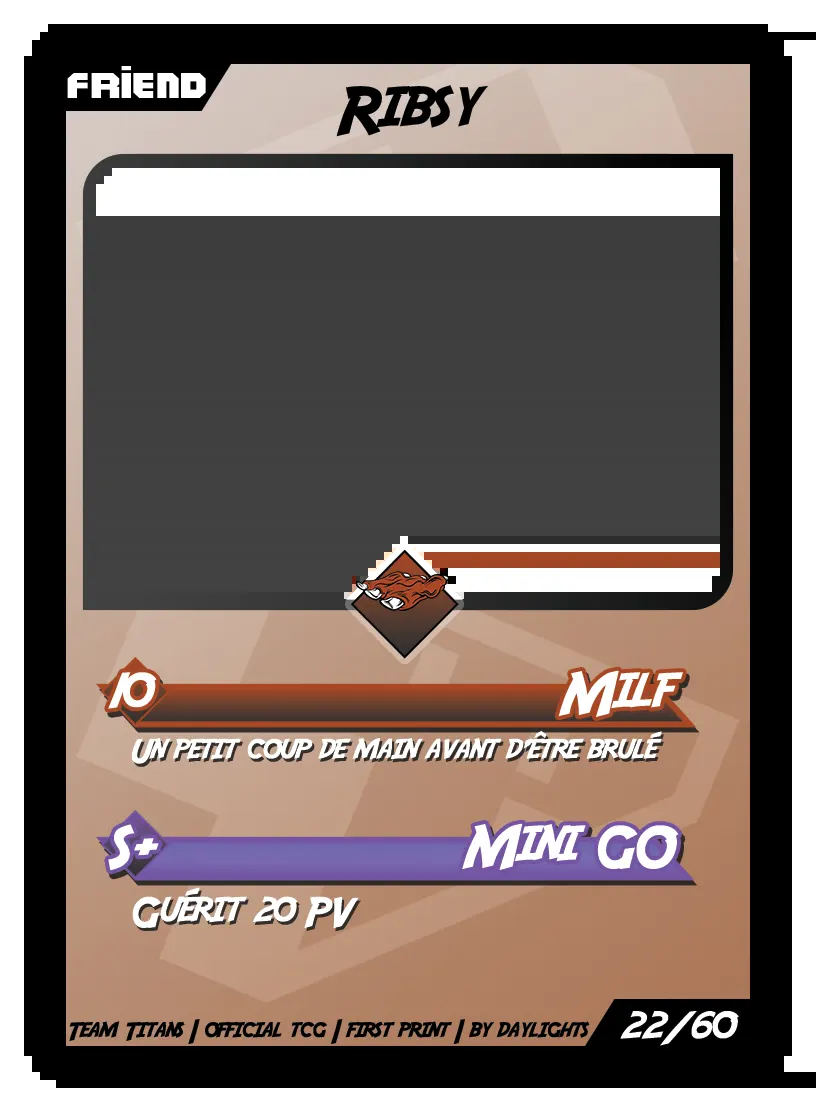 FRIEND
RIBSY
10
MILF
UN PETIT COUP DE MAIN AVANT D'ÊTRE BRULÉ
S+
MINI GO
GUÉRIT 20 PV
TEAM TITANS | OFFICIAL TCG | FIRST PRINT | BY DAYLIGHTS
22/60